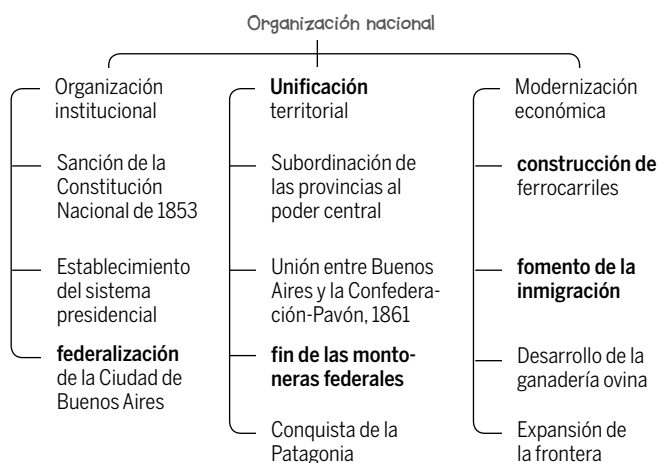 Organización nacional
Organización
institucional
Sanción de la
Constitución
Nacional de 1853
Establecimiento
del sistema
presidencial
federalización
de la Ciudad de
Buenos Aires
Unificación
territorial
Subordinación de
las provincias al
poder central
Unión entre Buenos
Aires y la Confedera-
ción-Pavón, 1861
fin de las monto-
neras federales
Conquista de la
Patagonia
Modernización
económica
construcción de
ferrocarriles
fomento de la
inmigración
Desarrollo de la
ganadería ovina
Expansión de
la frontera